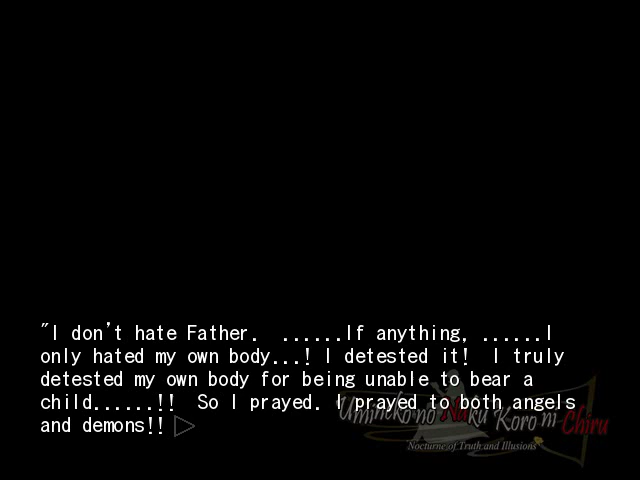 "I don't hate Father.  ......If anything, ......I
only hated my own body...! I detested it!  I truly
detested my own body for being unable to bear a
child......!!  So I prayed. I prayed to both angels
and demons!!
Umineko no Naku Koro ni Chiru
Nocturne of Truth and Illusions